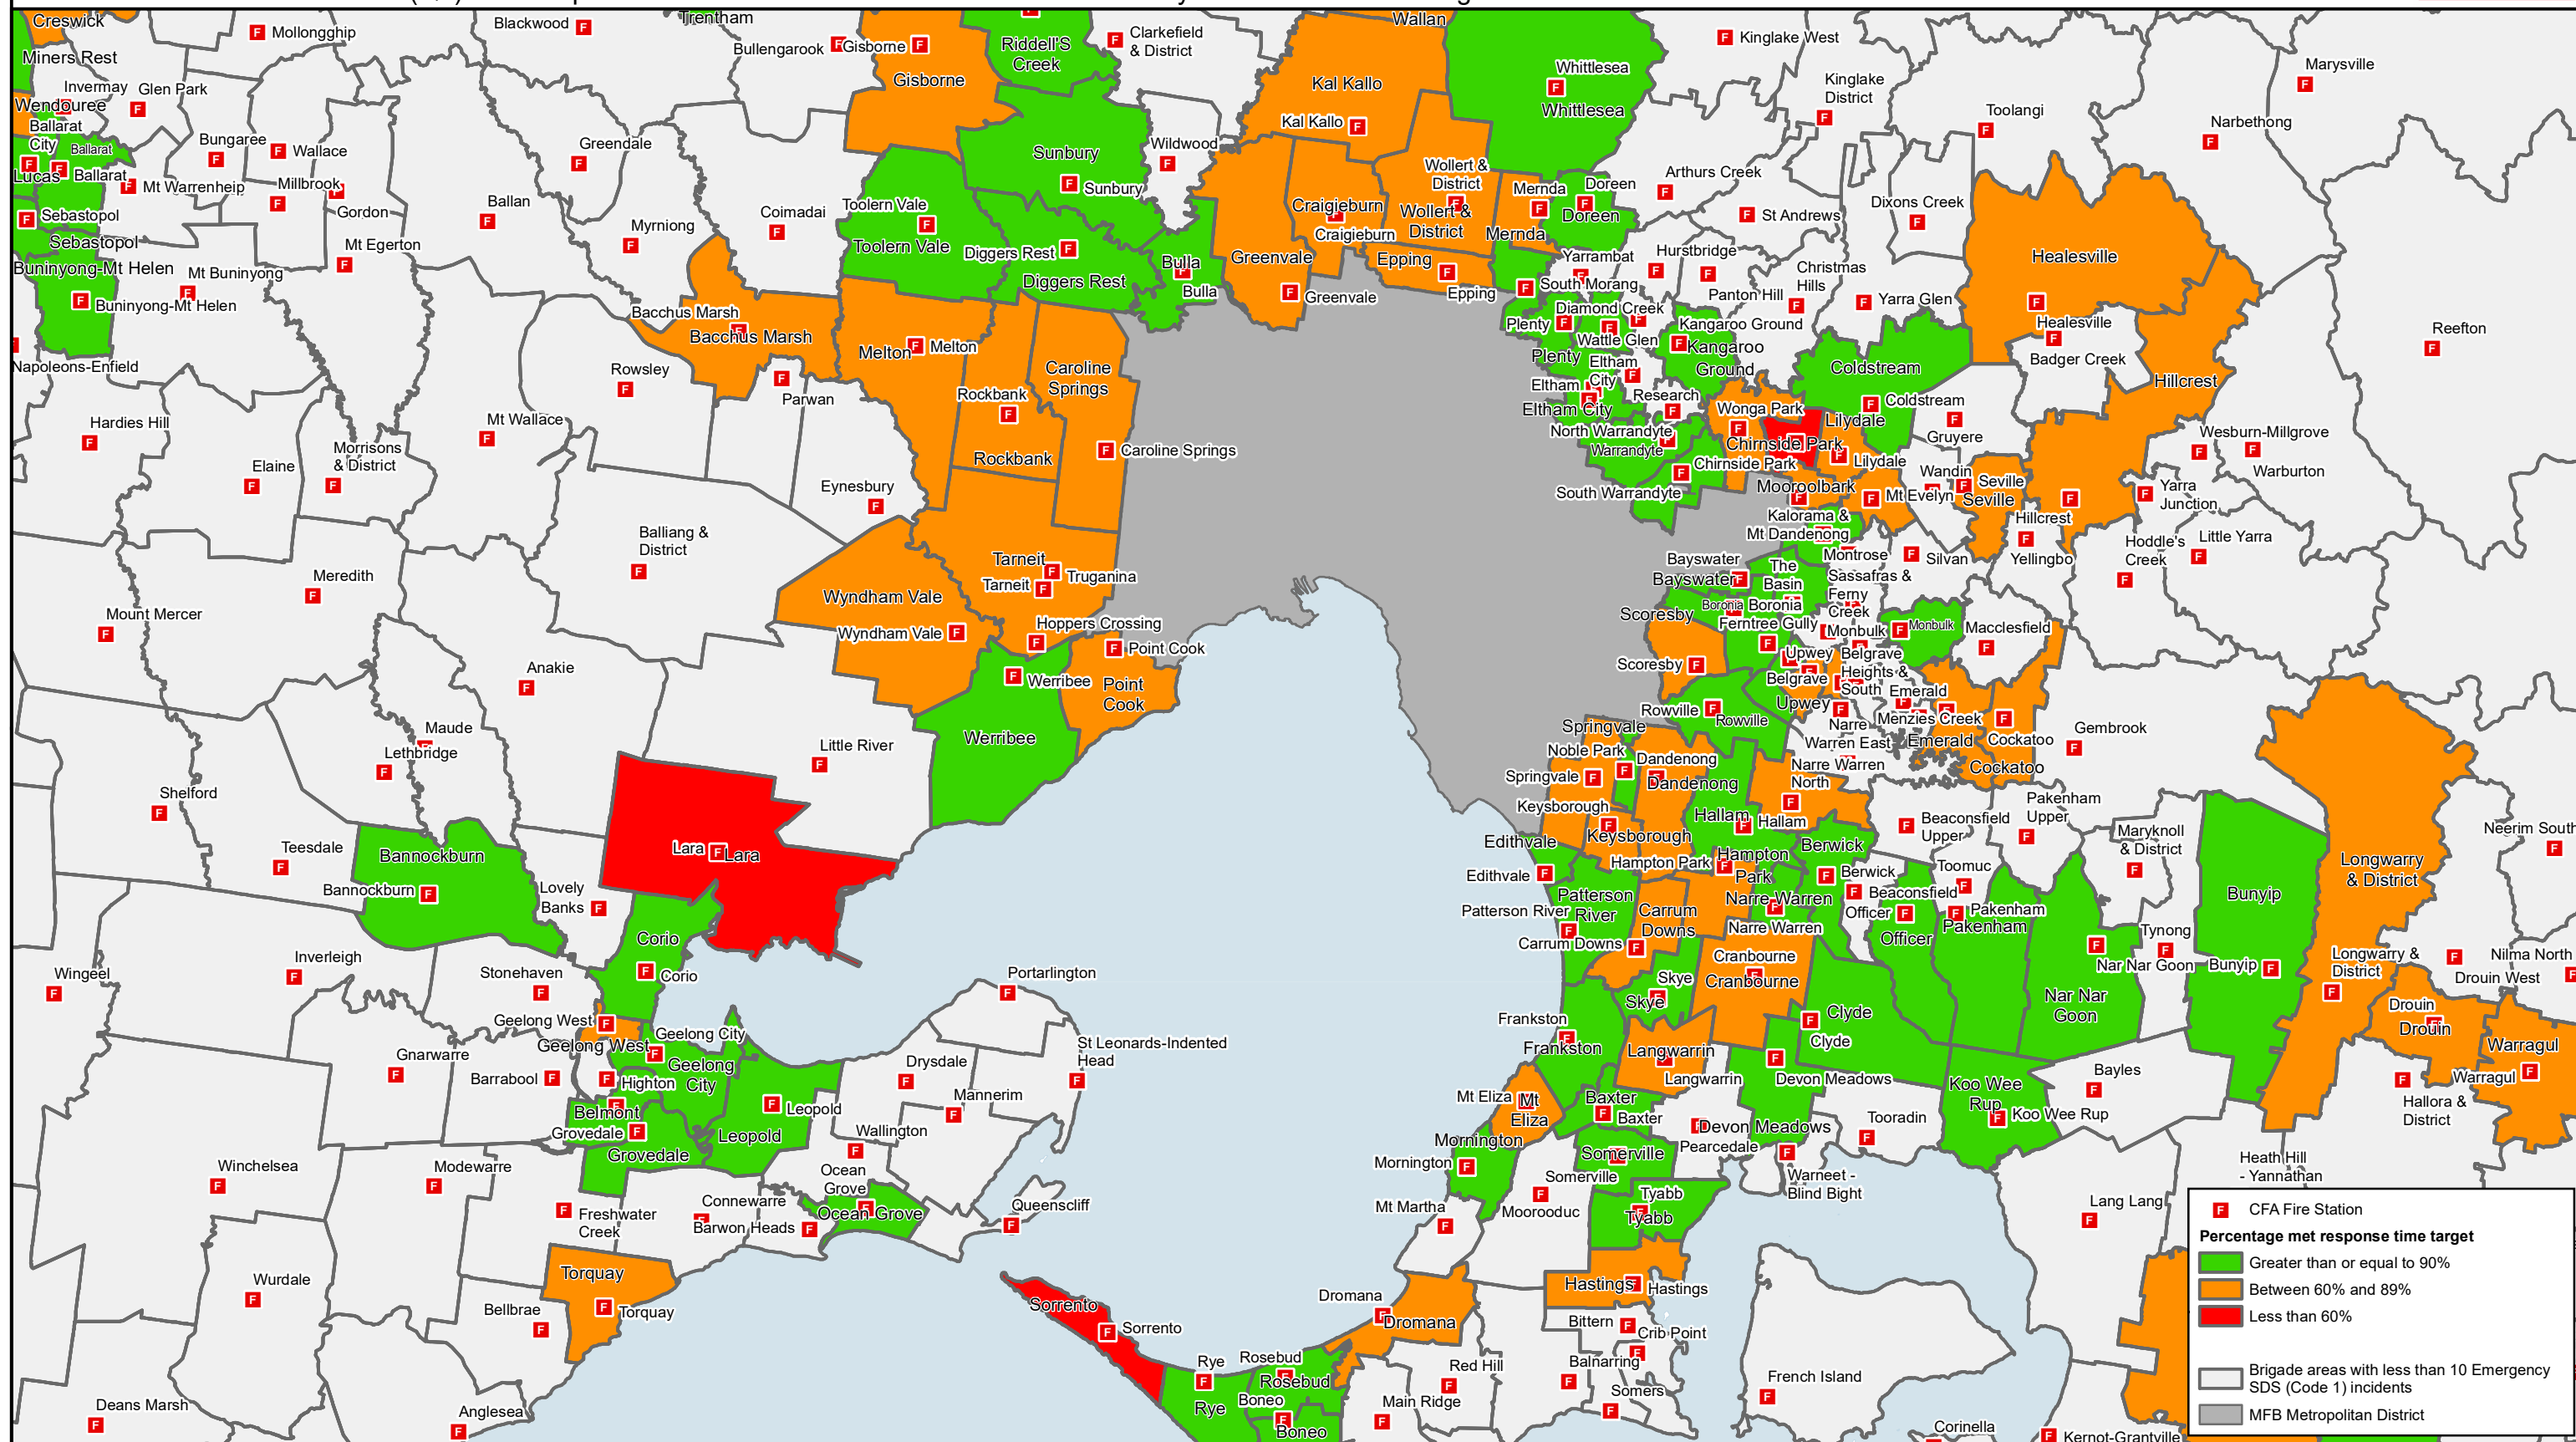 Creswick
Mollongghip
Blackwood
Trentham
Bullengarook
Gisborne
Riddell'S
Creek
Clarkefield
& District
Wallan
Kinglake West
Marysville
Miners Rest
Invermay
Glen Park
Gisborne
Kal Kallo
Whittlesea
Whittlesea
Kinglake
District
Toolangi
Wendouree
Ballarat
City
Ballarat
Bungaree
Wallace
Greendale
Sunbury
Wildwood
Kal Kallo
Narbethong
Lucas
Ballarat
Mt Warrenheip
Millbrook
Gordon
Ballan
Coimadai
Toolern Vale
Sunbury
Wollert &
District
Mernda
Doreen
Arthurs Creek
Doreen
Sebastopol
Sebastopol
Mt Egerton
Myrniong
Toolern Vale
Diggers Rest
Craigieburn
Craigieburn
Wollert &
District
Mernda
St Andrews
Dixons Creek
Buninyong-Mt Helen
Mt Buninyong
Buninyong-Mt Helen
Diggers Rest
Bulla
Bulla
Greenvale
Greenvale
Epping
Epping
Yarrambat
South Morang
Hurstbridge
Panton Hill
Christmas
Hills
Yarra Glen
Healesville
Healesville
Badger Creek
Reefton
Napoleons-Enfield
Bacchus Marsh
Bacchus Marsh
Melton
Melton
Caroline
Springs
Diamond Creek
Plenty
Wattle Glen
Kangaroo Ground
Kangaroo
Ground
Plenty
Eltham
City
Coldstream
Hillcrest
Rowsley
Parwan
Rockbank
Eltham
Eltham City
Research
Wonga Park
Lilydale
Coldstream
Gruyere
Hardies Hill
Mt Wallace
Morrisons
& District
Elaine
Caroline Springs
Rockbank
North Warrandyte
Warrandyte
Chirnside Park
Chirnside Park
Lilydale
Wandin
Seville
Seville
Wesburn-Millgrove
Warburton
Eynesbury
South Warrandyte
Mooroolbark
Mt Evelyn
Yarra
Junction
Balliang &
District
Kalorama &
Mt Dandenong
Hillcrest
Yellingbo
Hoddle's
Creek
Little Yarra
Meredith
Tarneit
Tarneit
Truganina
Bayswater
Bayswater
The
Basin
Montrose
Silvan
Sassafras &
Ferny
Creek
Mount Mercer
Wyndham Vale
Wyndham Vale
Hoppers Crossing
Point Cook
Scoresby
Boronia
Boronia
Ferntree Gully
Monbulk
Monbulk
Macclesfield
Anakie
Werribee
Point
Cook
Scoresby
Upwey
Belgrave
Belgrave
Heights &
South
Emerald
Maude
Lethbridge
Werribee
Little River
Rowville
Rowville
Upwey
Narre
Warren East
Menzies Creek
Emerald
Cockatoo
Cockatoo
Gembrook
Shelford
Springvale
Noble Park
Springvale
Dandenong
Dandenong
Narre Warren
North
Teesdale
Bannockburn
Bannockburn
Lara
Lara
Keysborough
Keysborough
Hallam
Hallam
Beaconsfield
Upper
Pakenham
Upper
Maryknoll
& District
Neerim South
Lovely
Banks
Edithvale
Edithvale
Hampton Park
Hampton
Park
Berwick
Berwick
Toomuc
Longwarry
& District
Corio
Corio
Patterson River
Patterson
River
Carrum
Downs
Carrum Downs
Narre Warren
Narre Warren
Beaconsfield
Officer
Officer
Pakenham
Pakenham
Bunyip
Bunyip
Wingeel
Inverleigh
Stonehaven
Portarlington
Skye
Skye
Cranbourne
Cranbourne
Tynong
Nar Nar Goon
Nar Nar
Goon
Longwarry &
District
Nilma North
Drouin West
Geelong West
Geelong West
Geelong City
Geelong
City
Frankston
Frankston
Clyde
Clyde
Drouin
Drouin
Warragul
Warragul
Gnarwarre
Barrabool
Highton
Drysdale
St Leonards-Indented
Head
Langwarrin
Langwarrin
Devon Meadows
Koo Wee
Rup
Koo Wee Rup
Bayles
Hallora &
District
Belmont
Grovedale
Grovedale
Leopold
Leopold
Mannerim
Wallington
Mt Eliza
Mt
Eliza
Baxter
Baxter
Devon Meadows
Pearcedale
Tooradin
Winchelsea
Modewarre
Ocean
Grove
Mornington
Mornington
Somerville
Somerville
Warneet -
Blind Bight
Heath Hill
- Yannathan
Freshwater
Creek
Connewarre
Barwon Heads
Ocean Grove
Queenscliff
Mt Martha
Moorooduc
Tyabb
Tyabb
Lang Lang
Wurdale
Torquay
Torquay
Bellbrae
Sorrento
Sorrento
Dromana
Dromana
Hastings
Hastings
Bittern
Crib Point
Deans Marsh
Anglesea
Rye
Rye
Rosebud
Rosebud
Boneo
Boneo
Red Hill
Main Ridge
Balnarring
Somers
French Island
Corinella
Kernot-Grantville
CFA Fire Station
Percentage met response time target
Greater than or equal to 90%
Between 60% and 89%
Less than 60%
Brigade areas with less than 10 Emergency
SDS (Code 1) incidents
MFB Metropolitan District